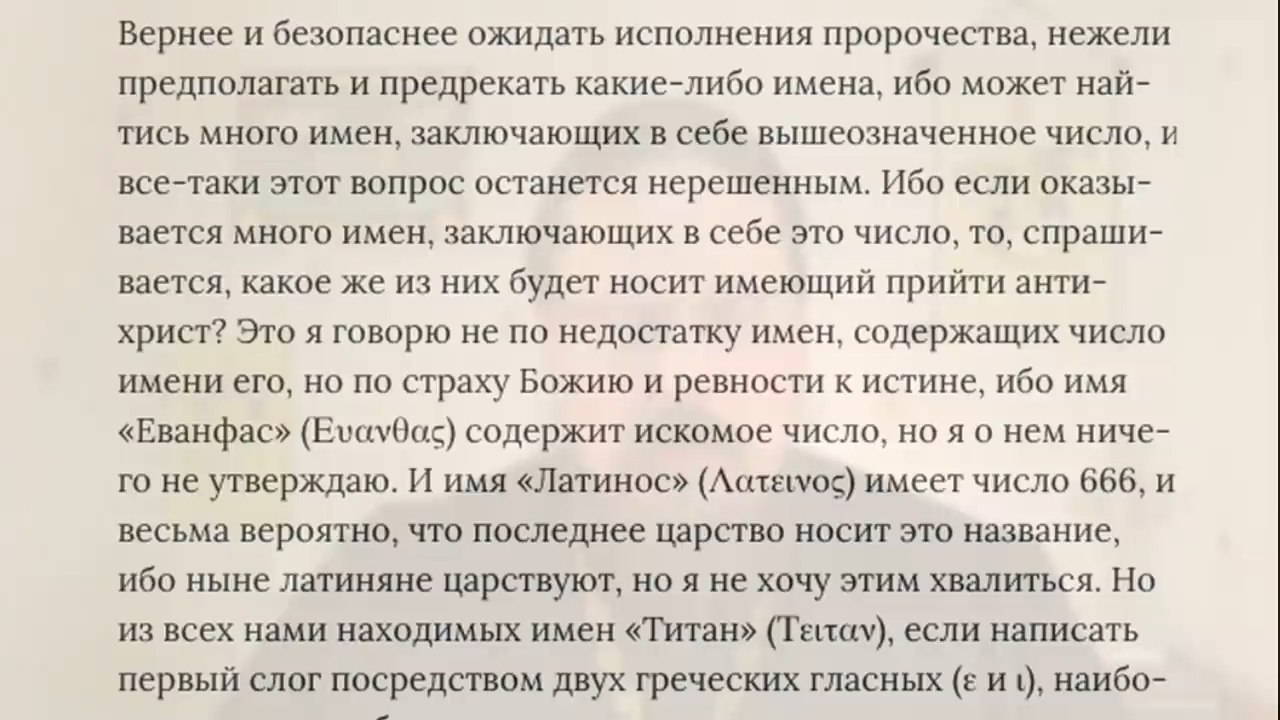 Вернее и безопаснее ожидать исполнения пророчества, нежели
предполагать и предрекать какие-либо имена, ибо может най-
тись много имен, заключающих в себе вышеозначенное число, и
все-таки этот вопрос останется нерешенным. Ибо если оказы-
вается много имен, заключающих в себе это число, то, спраши-
вается, какое же из них будет носит имеющий прийти анти-
христ? Это я говорю не по недостатку имен, содержащих число
имени его, но по страху Божию и ревности к истине, ибо имя
«Еванфас» (Ευανθας) содержит искомое число, но я о нем ниче-
го не утверждаю. И имя «Латинос» (Λατεινος) имеет число 666, и
весьма вероятно, что последнее царство носит это название,
ибо ныне латиняне царствуют, но я не хочу этим хвалиться. Но
из всех нами находимых имен «Титан» (Τειταν), если написать
первый слог посредством двух греческих гласных (ε и ι), наибо-